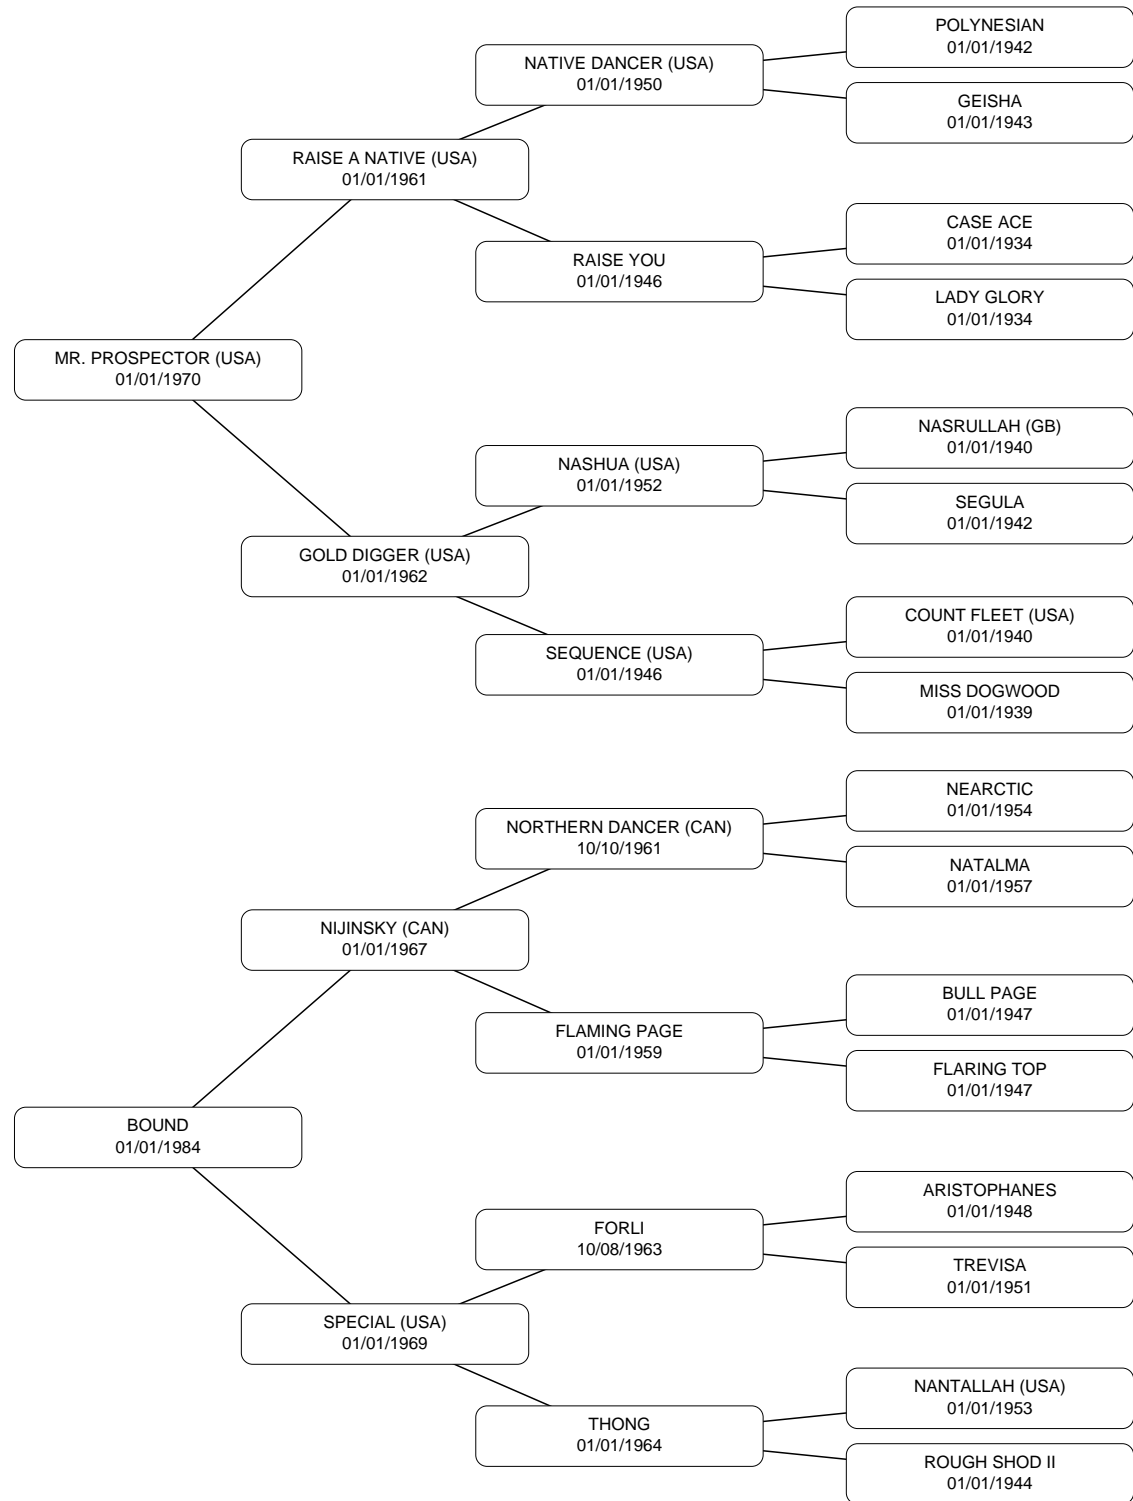 POLYNESIAN
01/01/1942
NATIVE DANCER (USA)
01/01/1950
GEISHA
01/01/1943
RAISE A NATIVE (USA)
01/01/1961
CASE ACE
01/01/1934
RAISE YOU
01/01/1946
LADY GLORY
01/01/1934
MR. PROSPECTOR (USA)
01/01/1970
NASRULLAH (GB)
01/01/1940
NASHUA (USA)
01/01/1952
SEGULA
01/01/1942
GOLD DIGGER (USA)
01/01/1962
COUNT FLEET (USA)
01/01/1940
SEQUENCE (USA)
01/01/1946
MISS DOGWOOD
01/01/1939
NEARCTIC
01/01/1954
NORTHERN DANCER (CAN)
10/10/1961
NATALMA
01/01/1957
NIJINSKY (CAN)
01/01/1967
BULL PAGE
01/01/1947
FLAMING PAGE
01/01/1959
FLARING TOP
01/01/1947
BOUND
01/01/1984
ARISTOPHANES
01/01/1948
FORLI
10/08/1963
TREVISA
01/01/1951
SPECIAL (USA)
01/01/1969
NANTALLAH (USA)
01/01/1953
THONG
01/01/1964
ROUGH SHOD II
01/01/1944